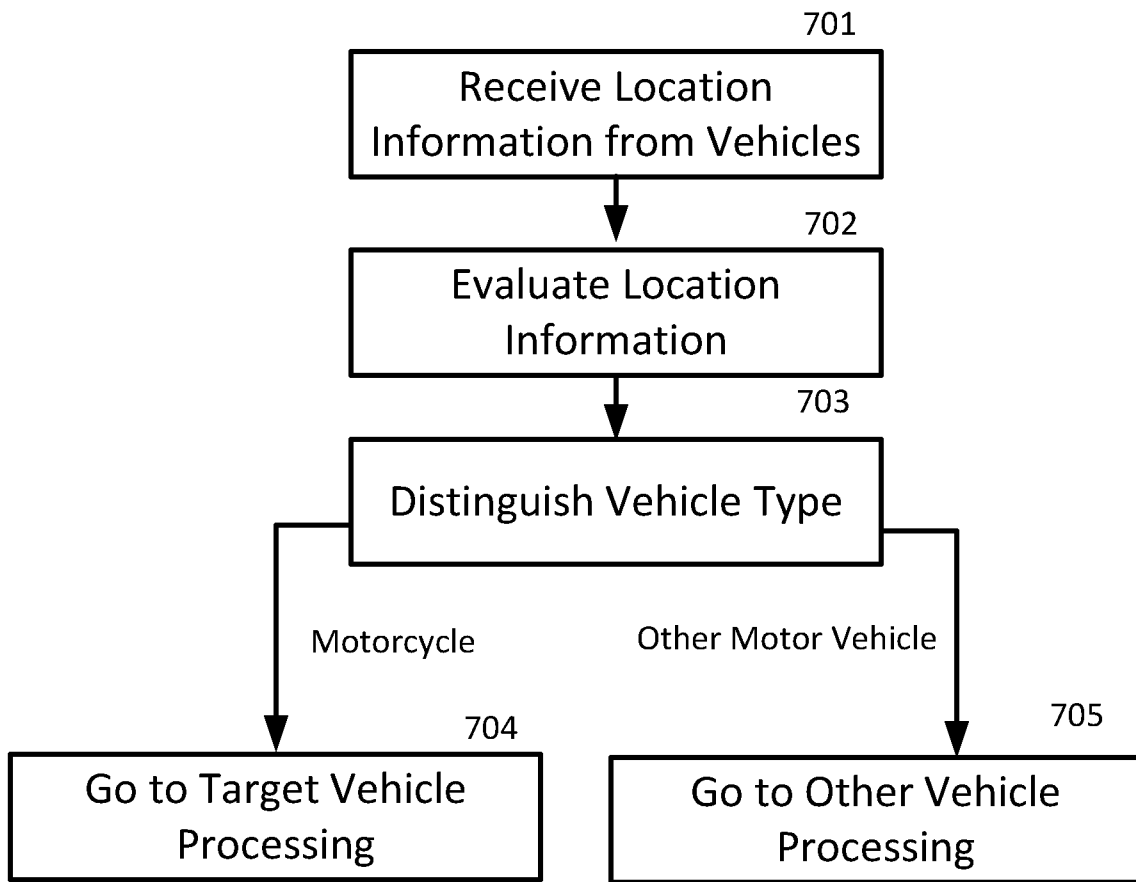 701
Receive Location
Information from Vehicles
702
Evaluate Location
Information
703
Distinguish Vehicle Type
Motorcycle
Other Motor Vehicle
704
Go to Target Vehicle
Processing
705
Go to Other Vehicle
Processing